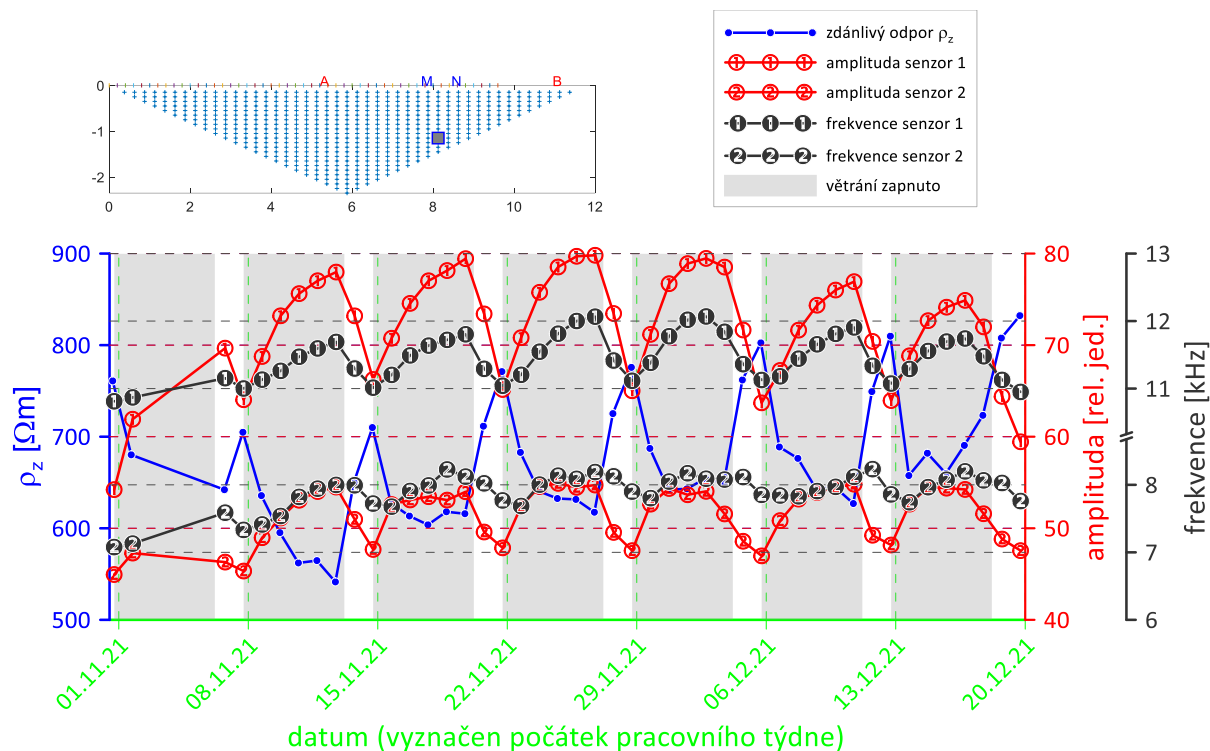 zdánlivý odpor ρz
amplituda senzor 1
amplituda senzor 2
frekvence senzor 1
frekvence senzor 2
větrání zapnuto
A M N B
0
-1
-2
0 2 4 6 8 10 12
900
800
700
600
500
ρz [Ωm]
80
70
60
50
40
amplituda [rel. jed.]
13
12
11
8
7
6
frekvence [kHz]
01.11.21
08.11.21
15.11.21
22.11.21
29.11.21
06.12.21
13.12.21
20.12.21
datum (vyznačen počátek pracovního týdne)